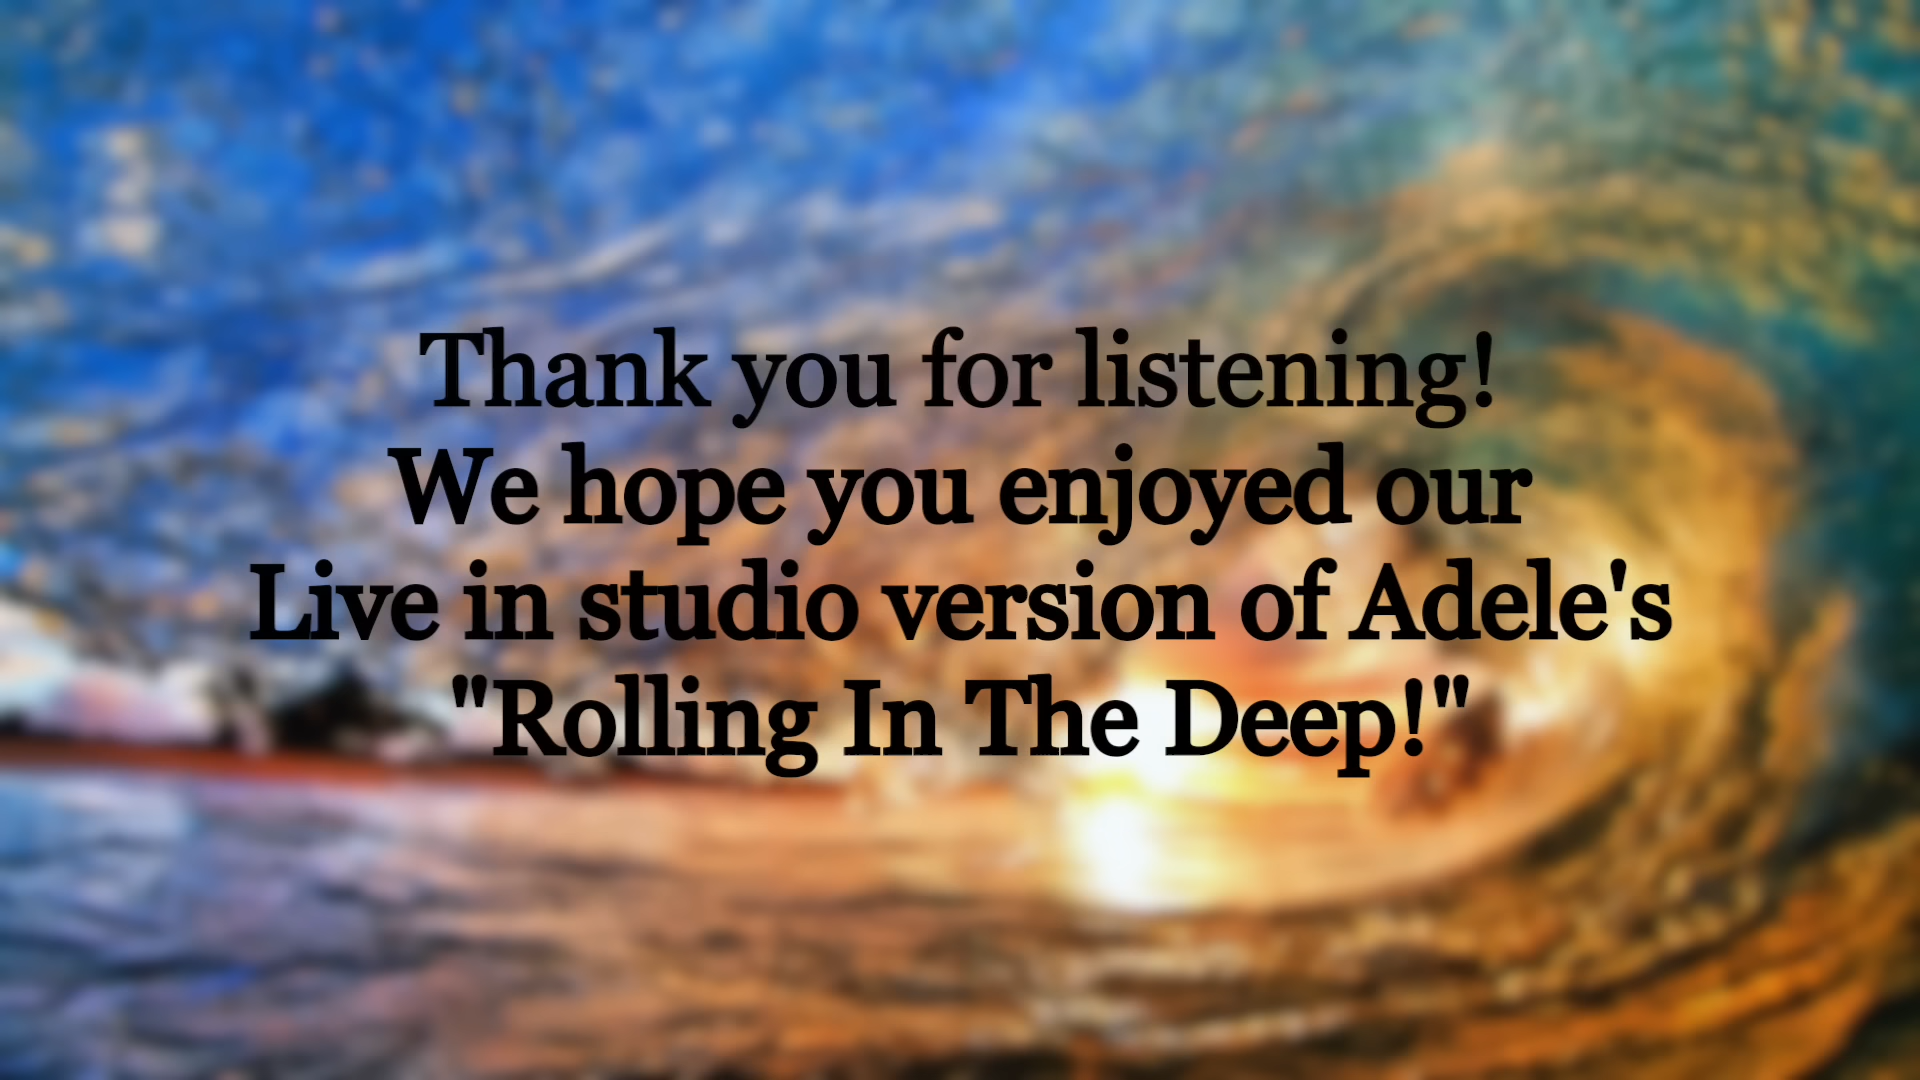 Thank you for listening!
We hope you enjoyed our
Live in studio version of Adele's
"Rolling In The Deep!"